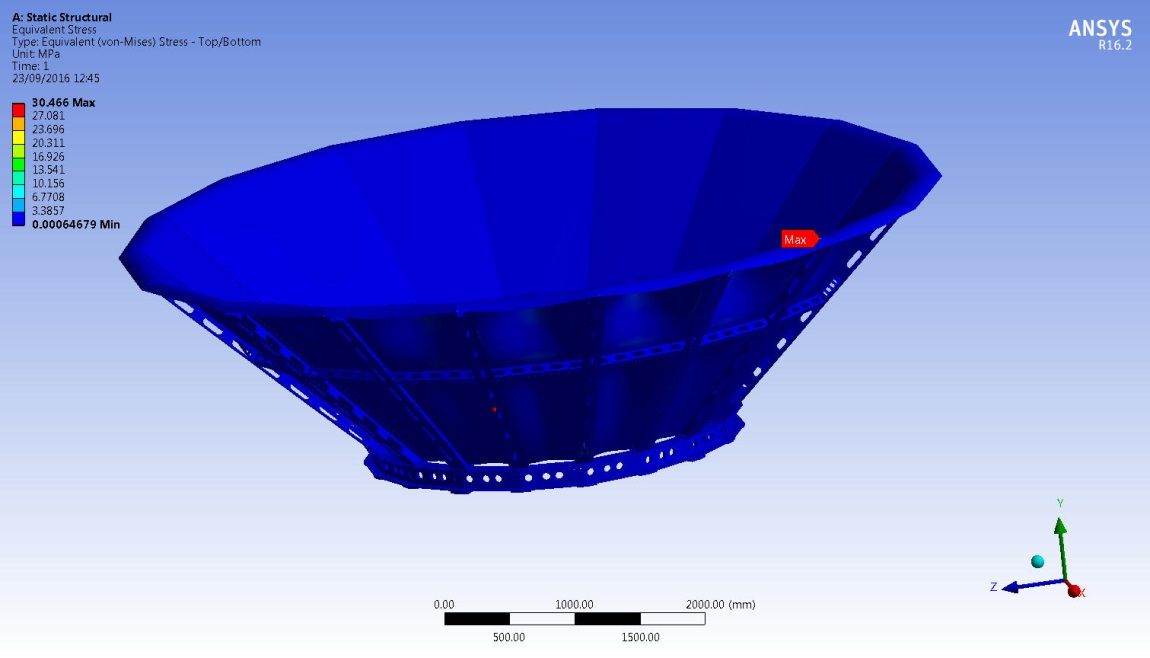 A: Static Structural
Equivalent Stress
Type: Equivalent (von-Mises) Stress - Top/Bottom
Unit: MPa
Time: 1
23/09/2016 12:45
ANSYS
R16.2
30.466 Max
27.081
23.696
20.311
16.926
13.541
10.156
6.7708
3.3857
0.00064679 Min
Max
Y
Z
X
0.00 1000.00 2000.00 (mm)
500.00 1500.00